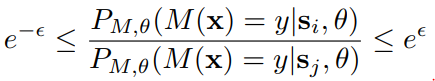 $e^{-\epsilon} \leq \frac{P_{M,\theta}(M(\mathbf{x}) = y|\mathbf{s}_i, \theta)}{P_{M,\theta}(M(\mathbf{x}) = y|\mathbf{s}_j, \theta)} \leq e^{\epsilon}$.